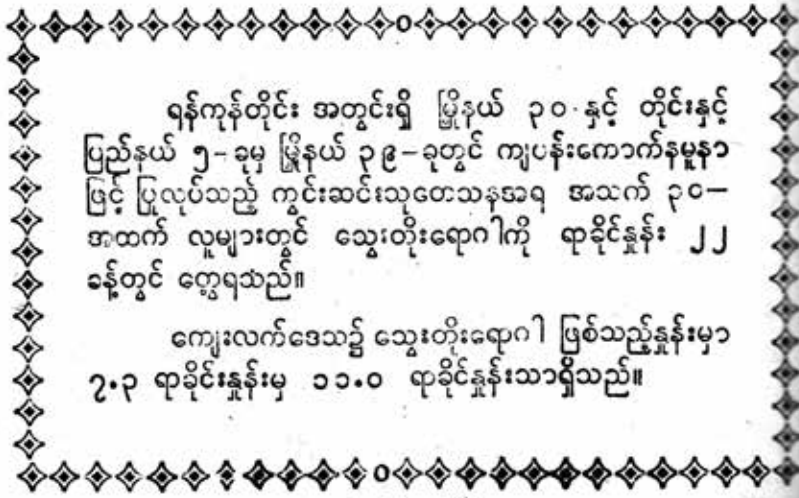 ရန်ကုန်တိုင်း အတွင်းရှိ မြို့နယ် ၃၀ နှင့် တိုင်းနှင့်
ပြည်နယ် ၅-ခုမှ မြို့နယ် ၃၉-ခုတွင် ကျပန်းကောက်နမူနာ
ဖြင့် ပြုလုပ်သည့် ကွင်းဆင်းသုတေသနအရ အသက် ၃၀-
အထက် လူများတွင် သွေးတိုးရောဂါကို ရာခိုင်နှုန်း ၂၂
ခန့်တွင် တွေ့ရသည်။
ကျေးလက်ဒေသ၌ သွေးတိုးရောဂါ ဖြစ်သည့်နှုန်းမှာ
၇.၃ ရာခိုင်းနှုန်းမှ ၁၁.၀ ရာခိုင်နှုန်းသာရှိသည်။